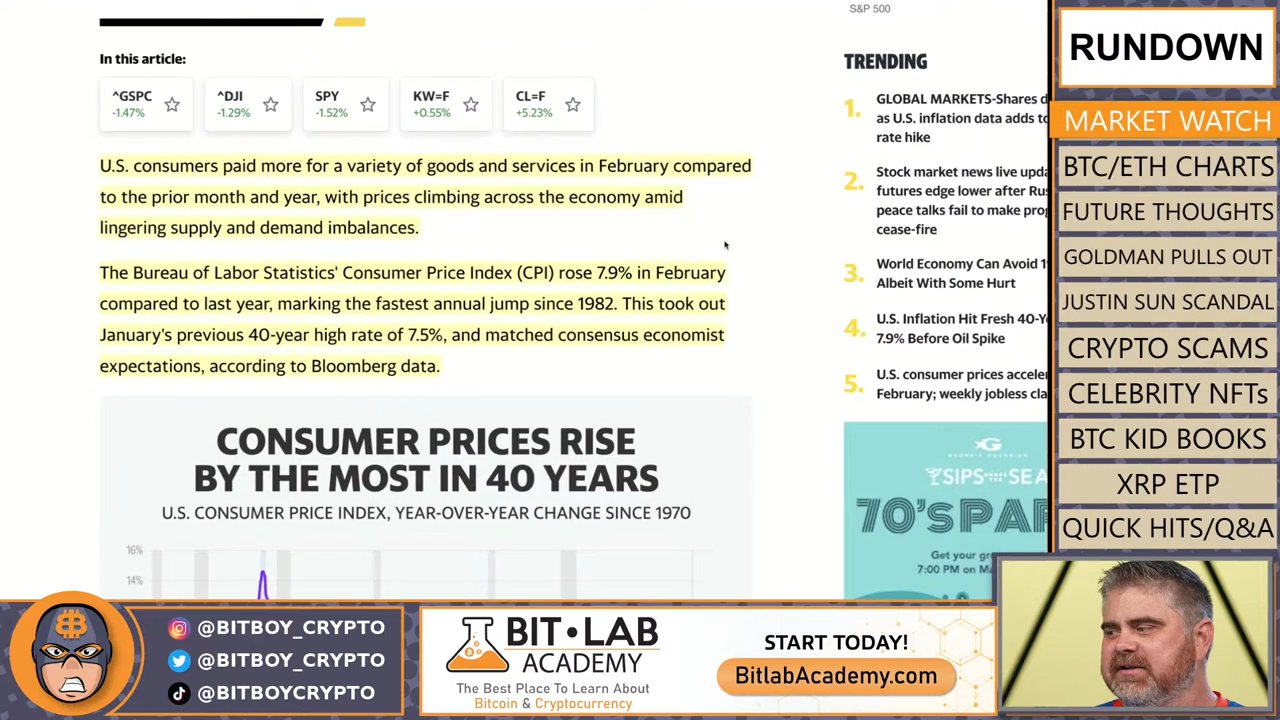 S&P 500
In this article:
^GSPC
-1.47%
^DJI
-1.29%
SPY
-1.52%
KW=F
+0.55%
CL=F
+5.23%
U.S. consumers paid more for a variety of goods and services in February compared
to the prior month and year, with prices climbing across the economy amid
lingering supply and demand imbalances.
The Bureau of Labor Statistics' Consumer Price Index (CPI) rose 7.9% in February
compared to last year, marking the fastest annual jump since 1982. This took out
January's previous 40-year high rate of 7.5%, and matched consensus economist
expectations, according to Bloomberg data.
CONSUMER PRICES RISE
BY THE MOST IN 40 YEARS
U.S. CONSUMER PRICE INDEX, YEAR-OVER-YEAR CHANGE SINCE 1970
16%
14%
TRENDING
1. GLOBAL MARKETS-Shares
as U.S. inflation data adds
rate hike
2. Stock market news live
futures edge lower after
peace talks fail to make
cease-fire
3. World Economy Can Avoid
Albeit With Some Hurt
4. U.S. Inflation Hit Fresh
7.9% Before Oil Spike
5. U.S. consumer prices
February; weekly jobless
SIPS
70's
Get your
7:00 PM on
RUNDOWN
MARKET WATCH
BTC/ETH CHARTS
FUTURE THOUGHTS
GOLDMAN PULLS OUT
JUSTIN SUN SCANDAL
CRYPTO SCAMS
CELEBRITY NFTs
BTC KID BOOKS
XRP ETP
QUICK HITS/Q&A
@BITBOY_CRYPTO
@BITBOY_CRYPTO
@BITBOYCRYPTO
BIT•LAB
ACADEMY
The Best Place To Learn About
Bitcoin & Cryptocurrency
START TODAY!
BitlabAcademy.com